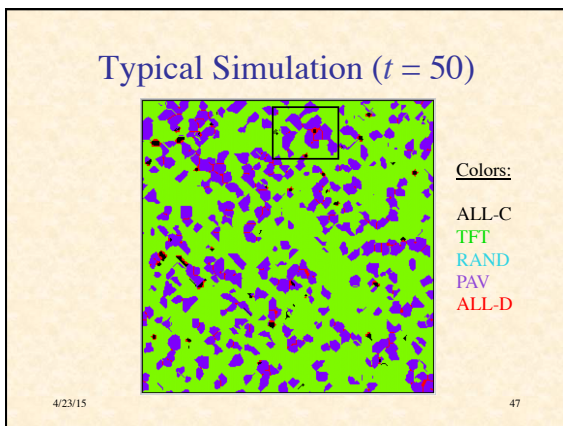 Typical Simulation (t = 50)
Colors:
ALL-C
TFT
RAND
PAV
ALL-D
4/23/15
47